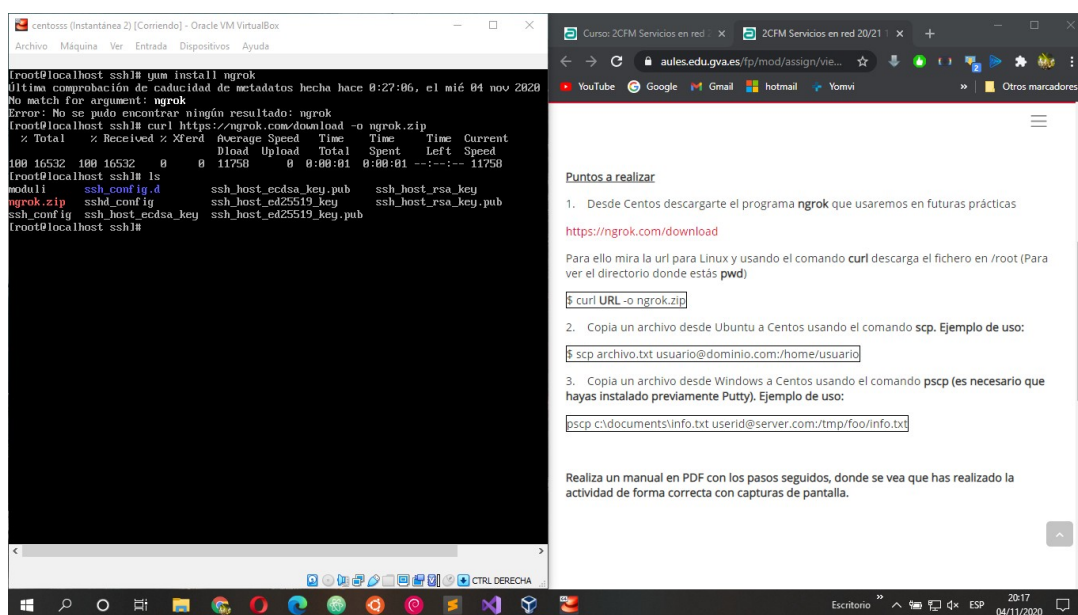 centosss (Instantánea 2) [Corriendo] - Oracle VM VirtualBox
Archivo Máquina Ver Entrada Dispositivos Ayuda
[root@localhost ssh]# yum install ngrok
Última comprobación de caducidad de metadatos hecha hace 0:27:06, el mié 04 nov 2020
No match for argument: ngrok
Error: No se pudo encontrar ningún resultado: ngrok
[root@localhost ssh]# curl https://ngrok.com/download -o ngrok.zip
% Total % Received % Xferd Average Speed Time Time Time Current
Dload Upload Total Spent Left Speed
100 16532 100 16532 0 0 11758 0 0:00:01 0:00:01 --:--:-- 11758
[root@localhost ssh]# ls
moduli ssh_config.d ssh_host_ecdsa_key.pub ssh_host_rsa_key
ngrok.zip sshd_config ssh_host_ed25519_key ssh_host_rsa_key.pub
ssh_config ssh_host_ecdsa_key ssh_host_ed25519_key.pub
[root@localhost ssh]#
CTRL DERECHA
Curso: 2CFM Servicios en red 2
2CFM Servicios en red 20/21 1
aules.edu.gva.es/fp/mod/assign/vie...
2
YouTube Google Gmail hotmail Yomvi » Otros marcadores
Puntos a realizar
1. Desde Centos descargarte el programa ngrok que usaremos en futuras prácticas
https://ngrok.com/download
Para ello mira la url para Linux y usando el comando curl descarga el fichero en /root (Para
ver el directorio donde estás pwd)
$ curl URL -o ngrok.zip
2. Copia un archivo desde Ubuntu a Centos usando el comando scp. Ejemplo de uso:
$ scp archivo.txt usuario@dominio.com:/home/usuario
3. Copia un archivo desde Windows a Centos usando el comando pscp (es necesario que
hayas instalado previamente Putty). Ejemplo de uso:
pscp c:\documents\info.txt userid@server.com:/tmp/foo/info.txt
Realiza un manual en PDF con los pasos seguidos, donde se vea que has realizado la
actividad de forma correcta con capturas de pantalla.
Escritorio » ESP 20:17
04/11/2020